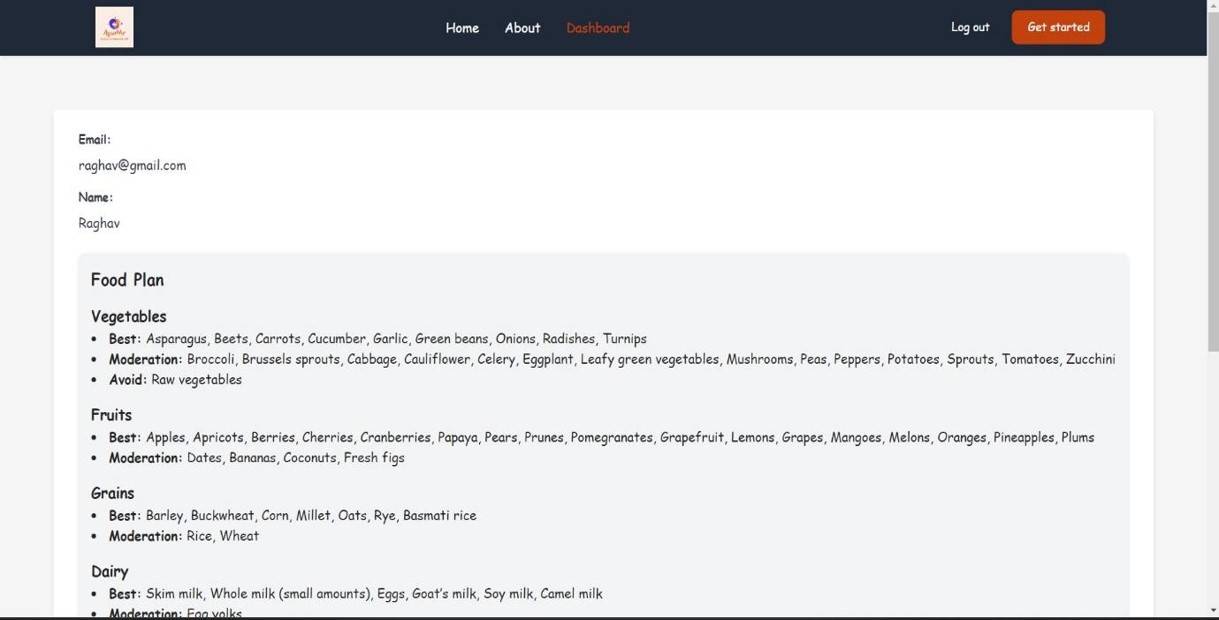 Home About Dashboard Log out Get started
Email:
raghav@gmail.com
Name:
Raghav
Food Plan
Vegetables
• Best: Asparagus, Beets, Carrots, Cucumber, Garlic, Green beans, Onions, Radishes, Turnips
• Moderation: Broccoli, Brussels sprouts, Cabbage, Cauliflower, Celery, Eggplant, Leafy green vegetables, Mushrooms, Peas, Peppers, Potatoes, Sprouts, Tomatoes, Zucchini
• Avoid: Raw vegetables
Fruits
• Best: Apples, Apricots, Berries, Cherries, Cranberries, Papaya, Pears, Prunes, Pomegranates, Grapefruit, Lemons, Grapes, Mangoes, Melons, Oranges, Pineapples, Plums
• Moderation: Dates, Bananas, Coconuts, Fresh figs
Grains
• Best: Barley, Buckwheat, Corn, Millet, Oats, Rye, Basmati rice
• Moderation: Rice, Wheat
Dairy
• Best: Skim milk, Whole milk (small amounts), Eggs, Goat's milk, Soy milk, Camel milk
• Moderation: Egg yolks